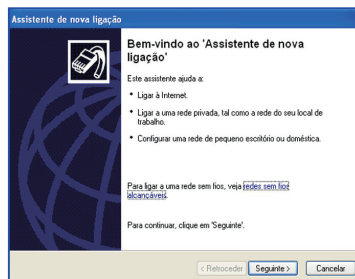 Assistente de nova ligação
Bem-vindo ao 'Assistente de nova
ligação'
Este assistente ajuda a:
• Ligar à Internet.
• Ligar a uma rede privada, tal como a rede do seu local de
trabalho.
• Configurar uma rede de pequeno escritório ou doméstica.
Para ligar a uma rede sem fios, veja redes sem fios
alcançáveis.
Para continuar, clique em 'Seguinte'.
< Retroceder Seguinte > Cancelar